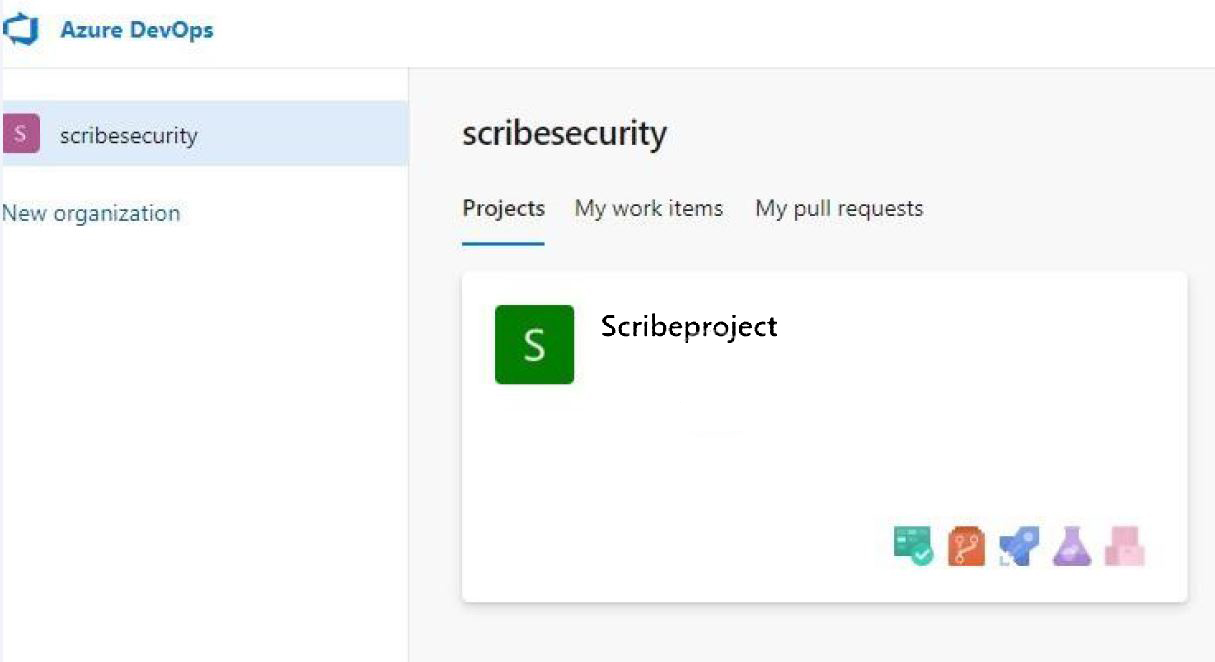 Azure DevOps
S scribesecurity
New organization
scribesecurity
Projects My work items My pull requests
S Scribeproject